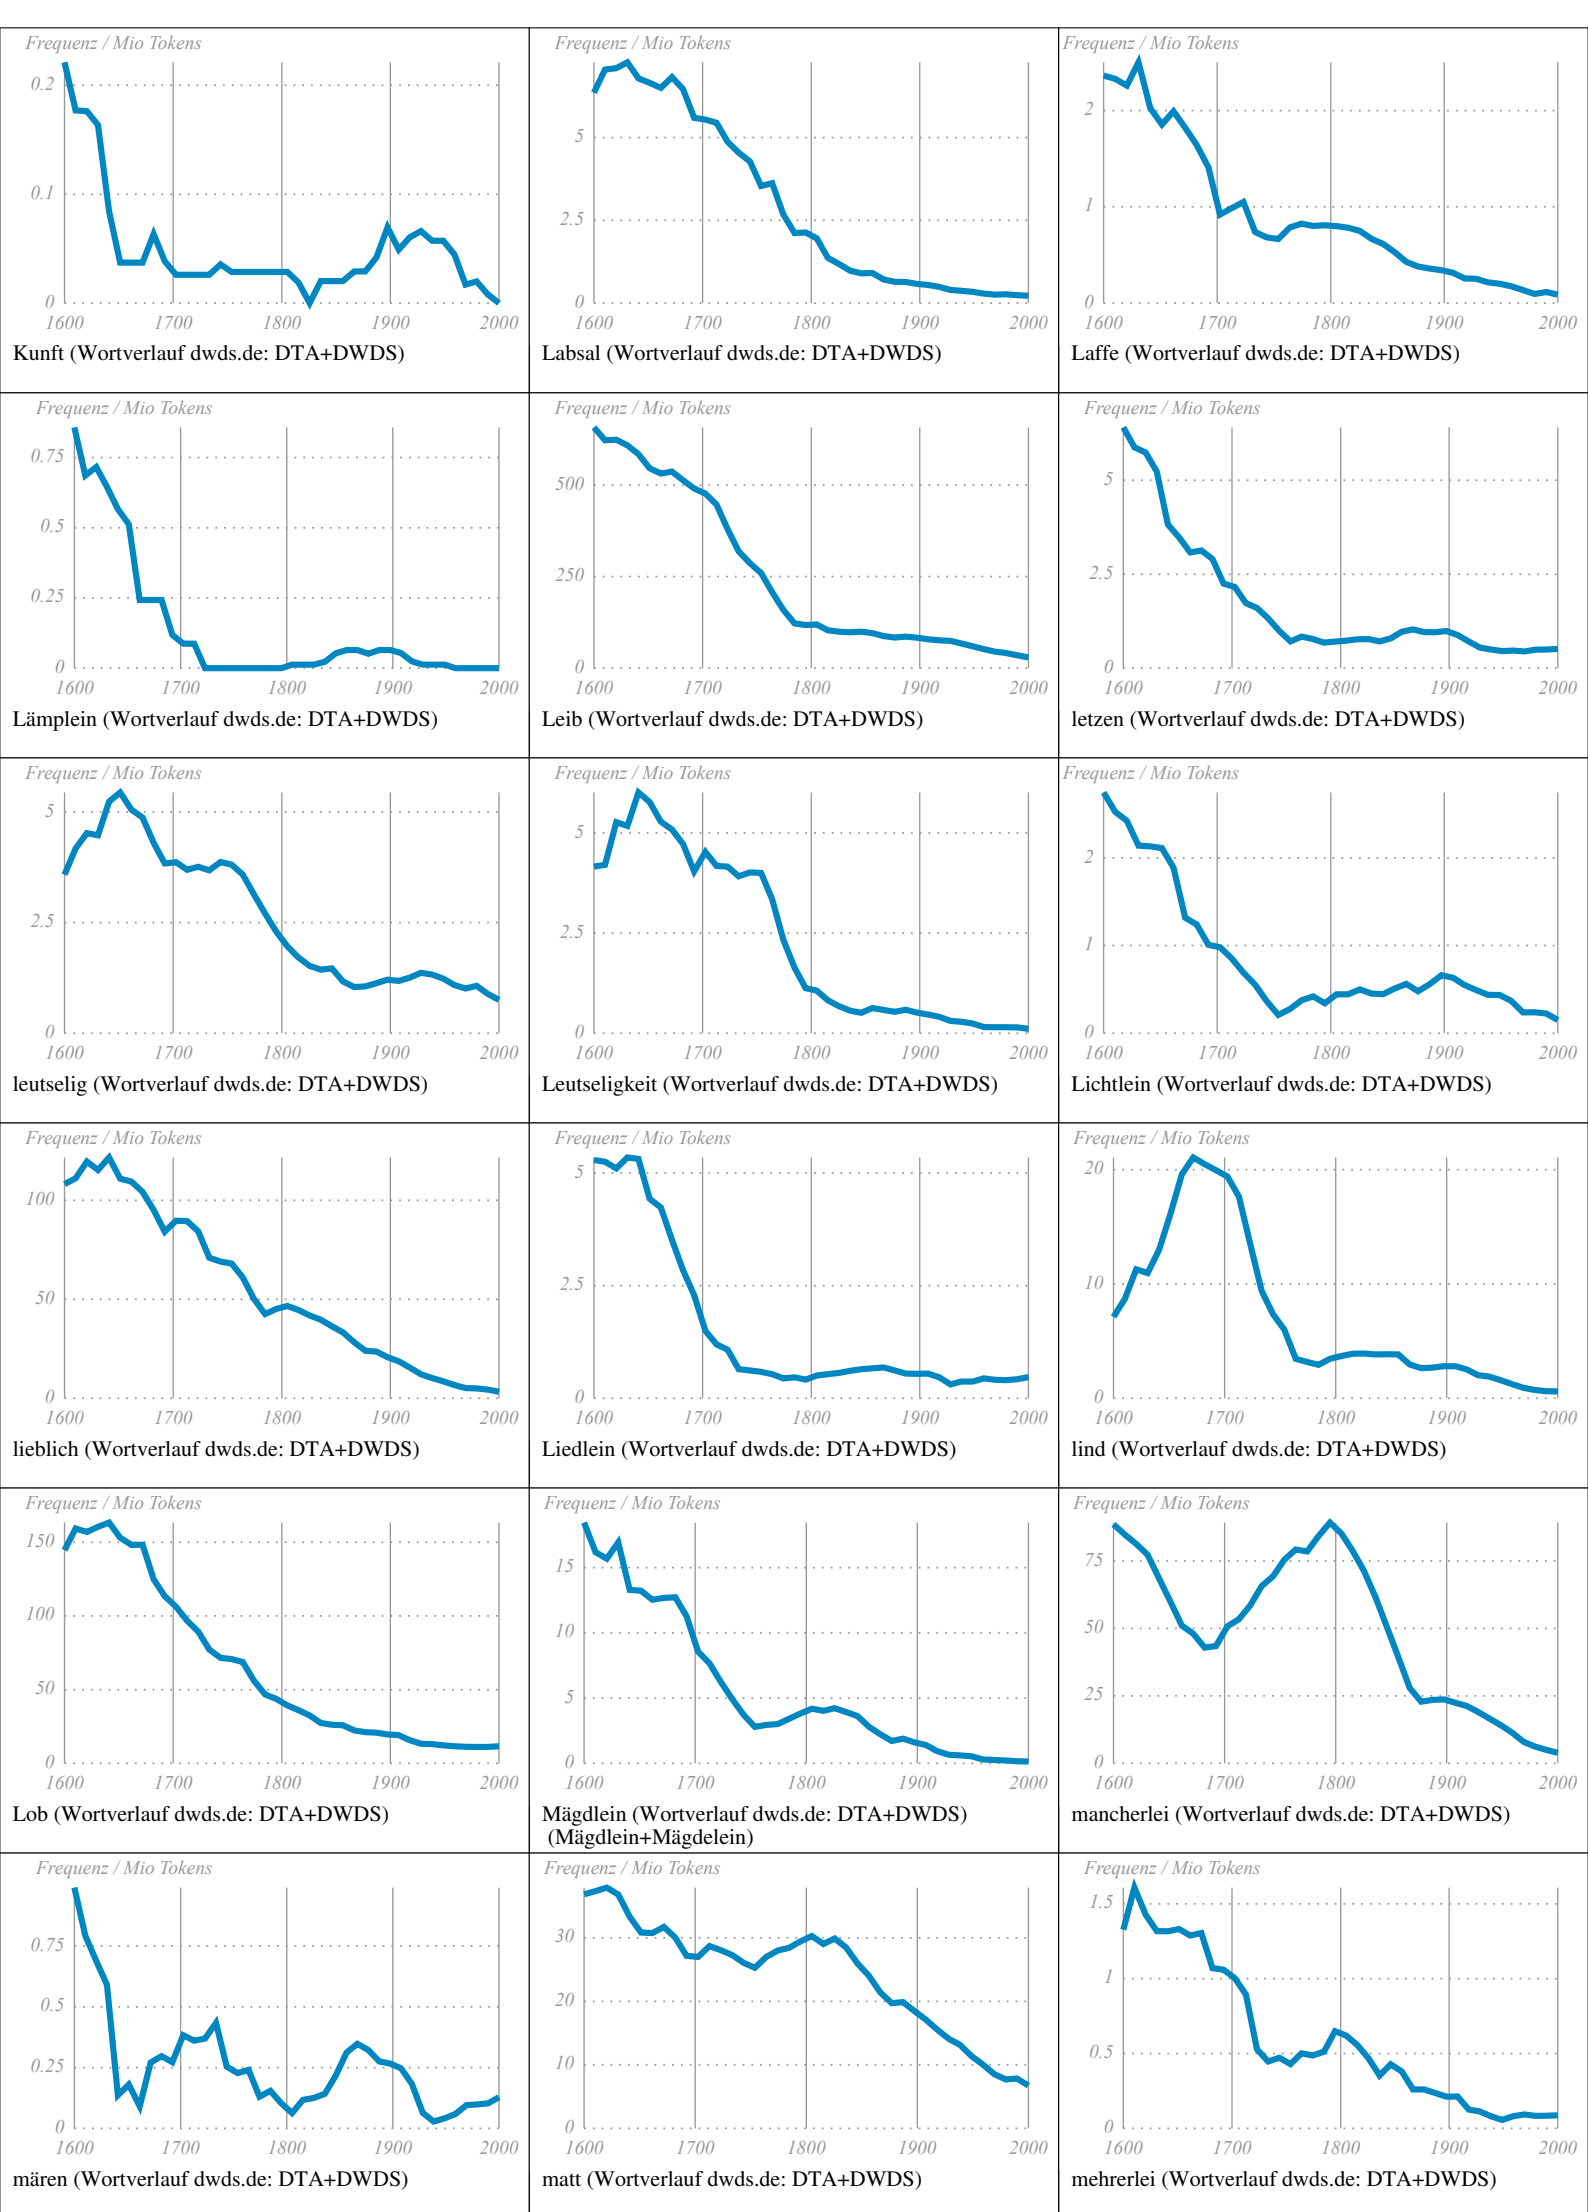 Frequenz / Mio Tokens
0.2
0.1
0
1600 1700 1800 1900 2000
Kunft (Wortverlauf dwds.de: DTA+DWDS)
Frequenz / Mio Tokens
5
2.5
0
1600 1700 1800 1900 2000
Labsal (Wortverlauf dwds.de: DTA+DWDS)
Frequenz / Mio Tokens
2
1
0
1600 1700 1800 1900 2000
Laffe (Wortverlauf dwds.de: DTA+DWDS)
Frequenz / Mio Tokens
0.75
0.5
0.25
0
1600 1700 1800 1900 2000
Lämplein (Wortverlauf dwds.de: DTA+DWDS)
Frequenz / Mio Tokens
500
250
0
1600 1700 1800 1900 2000
Leib (Wortverlauf dwds.de: DTA+DWDS)
Frequenz / Mio Tokens
5
2.5
0
1600 1700 1800 1900 2000
letzen (Wortverlauf dwds.de: DTA+DWDS)
Frequenz / Mio Tokens
5
2.5
0
1600 1700 1800 1900 2000
leutselig (Wortverlauf dwds.de: DTA+DWDS)
Frequenz / Mio Tokens
5
2.5
0
1600 1700 1800 1900 2000
Leutseligkeit (Wortverlauf dwds.de: DTA+DWDS)
Frequenz / Mio Tokens
2
1
0
1600 1700 1800 1900 2000
Lichtlein (Wortverlauf dwds.de: DTA+DWDS)
Frequenz / Mio Tokens
100
50
0
1600 1700 1800 1900 2000
lieblich (Wortverlauf dwds.de: DTA+DWDS)
Frequenz / Mio Tokens
5
2.5
0
1600 1700 1800 1900 2000
Liedlein (Wortverlauf dwds.de: DTA+DWDS)
Frequenz / Mio Tokens
20
10
0
1600 1700 1800 1900 2000
lind (Wortverlauf dwds.de: DTA+DWDS)
Frequenz / Mio Tokens
150
100
50
0
1600 1700 1800 1900 2000
Lob (Wortverlauf dwds.de: DTA+DWDS)
Frequenz / Mio Tokens
15
10
5
0
1600 1700 1800 1900 2000
Mägdlein (Wortverlauf dwds.de: DTA+DWDS)
(Mägdlein+Mägdelein)
Frequenz / Mio Tokens
75
50
25
0
1600 1700 1800 1900 2000
mancherlei (Wortverlauf dwds.de: DTA+DWDS)
Frequenz / Mio Tokens
0.75
0.5
0.25
0
1600 1700 1800 1900 2000
mären (Wortverlauf dwds.de: DTA+DWDS)
Frequenz / Mio Tokens
30
20
10
0
1600 1700 1800 1900 2000
matt (Wortverlauf dwds.de: DTA+DWDS)
Frequenz / Mio Tokens
1.5
1
0.5
0
1600 1700 1800 1900 2000
mehrerlei (Wortverlauf dwds.de: DTA+DWDS)